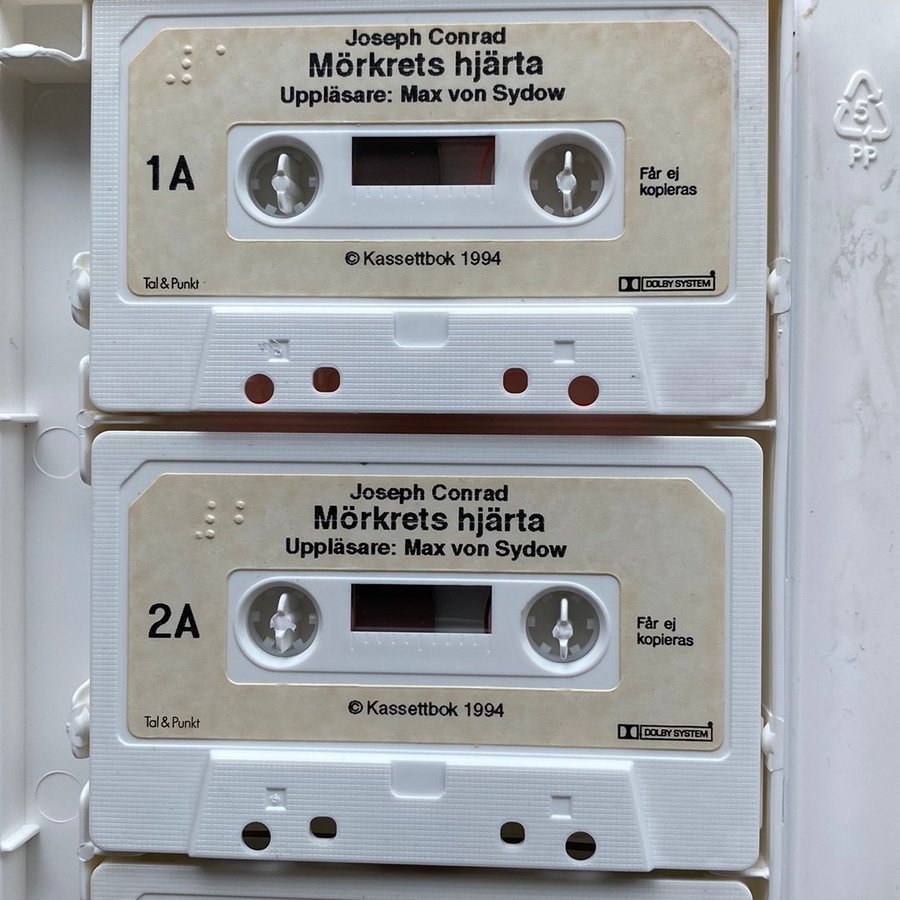 Joseph Conrad
Mörkrets hjärta
Uppläsare: Max von Sydow
1A
Får ej
kopieras
© Kassettbok 1994
Tal & Punkt
DOLBY SYSTEM
5
PP
Joseph Conrad
Mörkrets hjärta
Uppläsare: Max von Sydow
2A
Får ej
kopieras
© Kassettbok 1994
Tal & Punkt
DOLBY SYSTEM